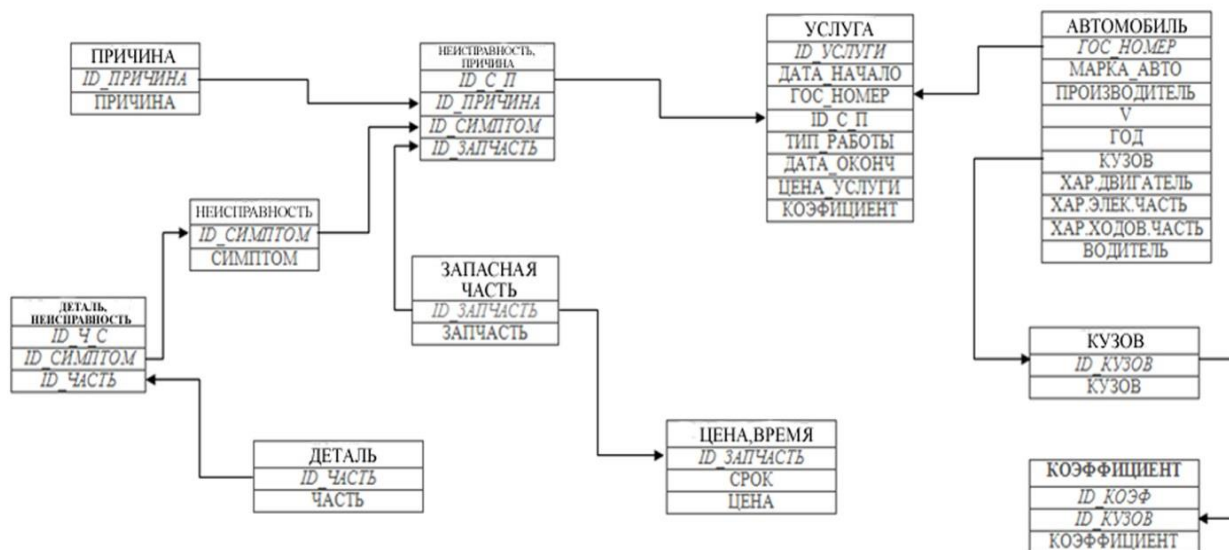 ПРИЧИНА
ID_ПРИЧИНА
ПРИЧИНА
НЕИСПРАВНОСТЬ,
ПРИЧИНА
ID_С_П
ID_ПРИЧИНА
ID_СИМПТОМ
ID_ЗАПЧАСТЬ
УСЛУГА
ID_УСЛУГИ
ДАТА_НАЧАЛО
ГОС_НОМЕР
ID_С_П
ТИП_РАБОТЫ
ДАТА_ОКОНЧ
ЦЕНА_УСЛУГИ
КОЭФИЦИЕНТ
АВТОМОБИЛЬ
ГОС_НОМЕР
МАРКА_АВТО
ПРОИЗВОДИТЕЛЬ
V
ГОД
КУЗОВ
ХАР.ДВИГАТЕЛЬ
ХАР.ЭЛЕК.ЧАСТЬ
ХАР.ХОДОВ.ЧАСТЬ
ВОДИТЕЛЬ
НЕИСПРАВНОСТЬ
ID_СИМПТОМ
СИМПТОМ
ЗАПАСНАЯ
ЧАСТЬ
ID_ЗАПЧАСТЬ
ЗАПЧАСТЬ
ДЕТАЛЬ,
НЕИСПРАВНОСТЬ
ID_Ч_С
ID_СИМПТОМ
ID_ЧАСТЬ
КУЗОВ
ID_КУЗОВ
КУЗОВ
ДЕТАЛЬ
ID_ЧАСТЬ
ЧАСТЬ
ЦЕНА,ВРЕМЯ
ID_ЗАПЧАСТЬ
СРОК
ЦЕНА
КОЭФФИЦИЕНТ
ID_КОЭФ
ID_КУЗОВ
КОЭФФИЦИЕНТ